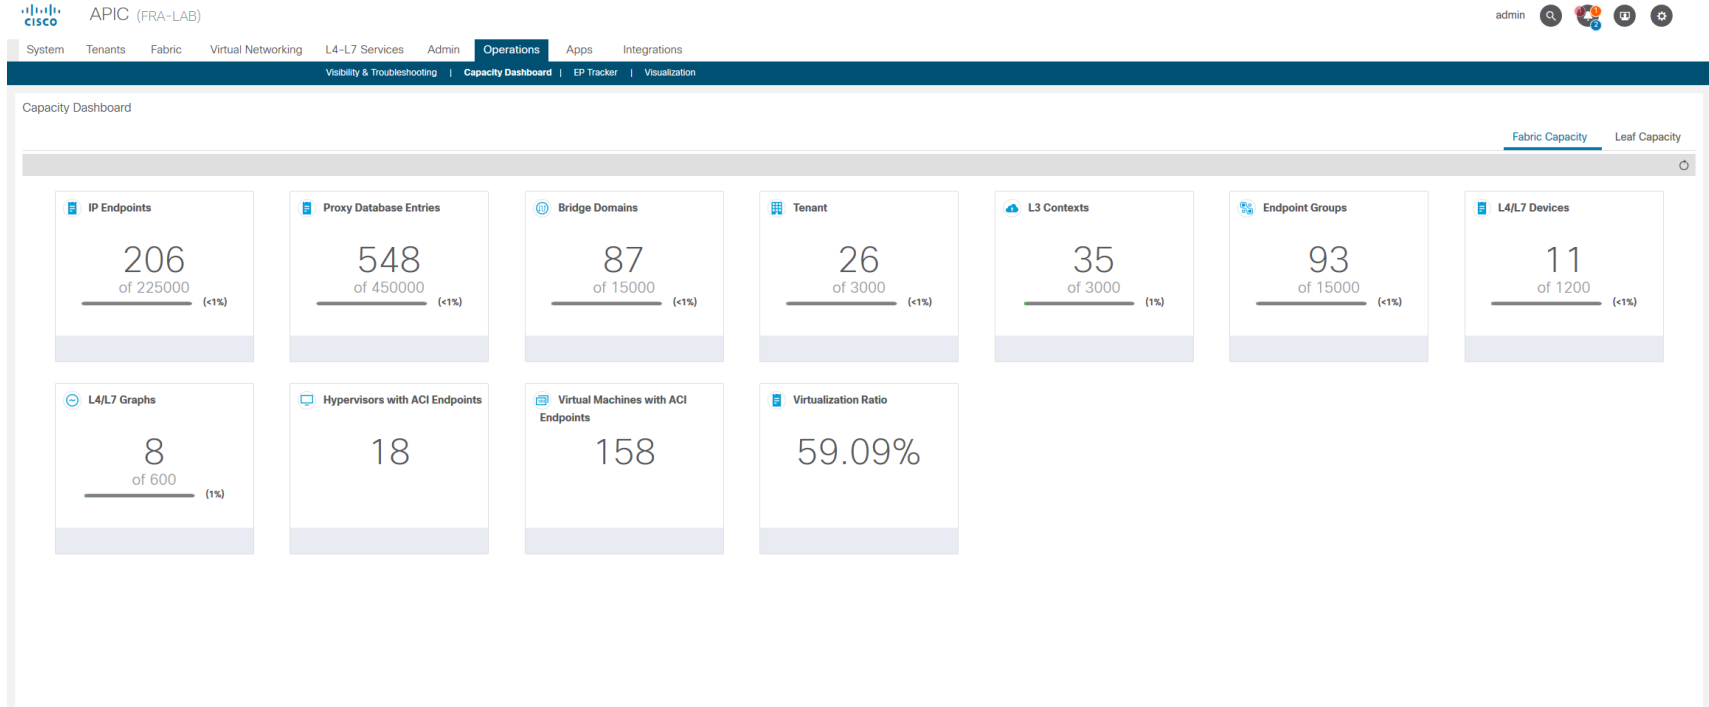 CISCO
APIC (FRA-LAB)
admin
1
2
System Tenants Fabric Virtual Networking L4-L7 Services Admin Operations Apps Integrations
Visibility & Troubleshooting | Capacity Dashboard | EP Tracker | Visualization
Capacity Dashboard
Fabric Capacity Leaf Capacity
IP Endpoints
206
of 225000
(<1%)
Proxy Database Entries
548
of 450000
(<1%)
Bridge Domains
87
of 15000
(<1%)
Tenant
26
of 3000
(<1%)
L3 Contexts
35
of 3000
(1%)
Endpoint Groups
93
of 15000
(<1%)
L4/L7 Devices
11
of 1200
(<1%)
L4/L7 Graphs
8
of 600
(1%)
Hypervisors with ACI Endpoints
18
Virtual Machines with ACI
Endpoints
158
Virtualization Ratio
59.09%